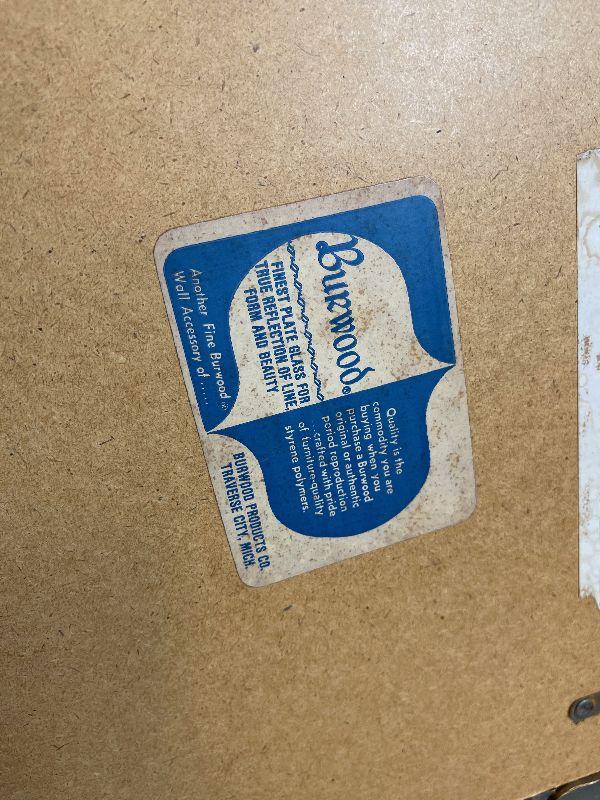 Burwood®
FINEST PLATE GLASS FOR
TRUE REFLECTION OF LINE,
FORM AND BEAUTY
Another Fine Burwood®
Wall Accessory of .....
Quality is the
commodity you are
buying when you
purchase a Burwood
original or authentic
period reproduction
...crafted with pride
of furniture-quality
styrene polymers.
BURWOOD PRODUCTS CO.
TRAVERSE CITY, MICH.